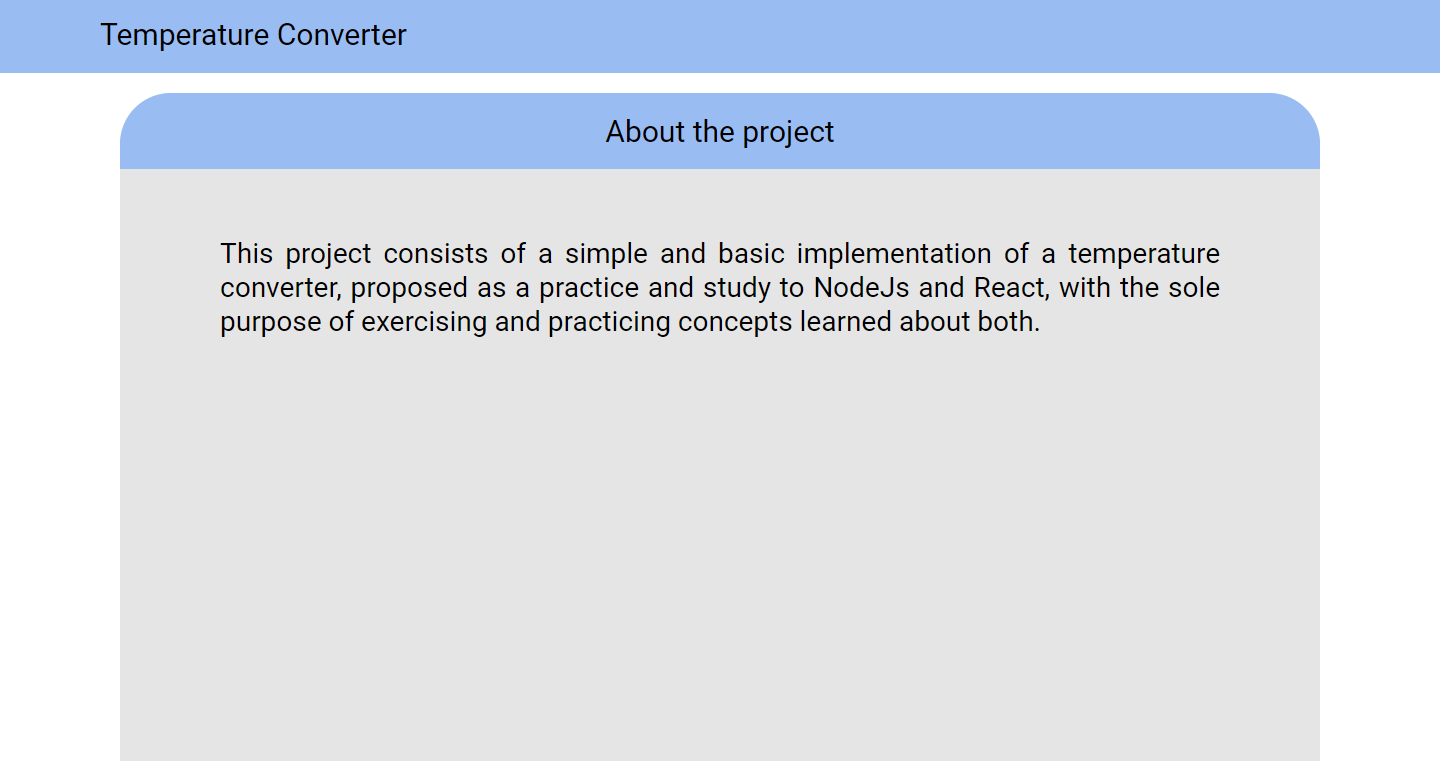 Temperature Converter
About the project
This project consists of a simple and basic implementation of a temperature
converter, proposed as a practice and study to NodeJs and React, with the sole
purpose of exercising and practicing concepts learned about both.